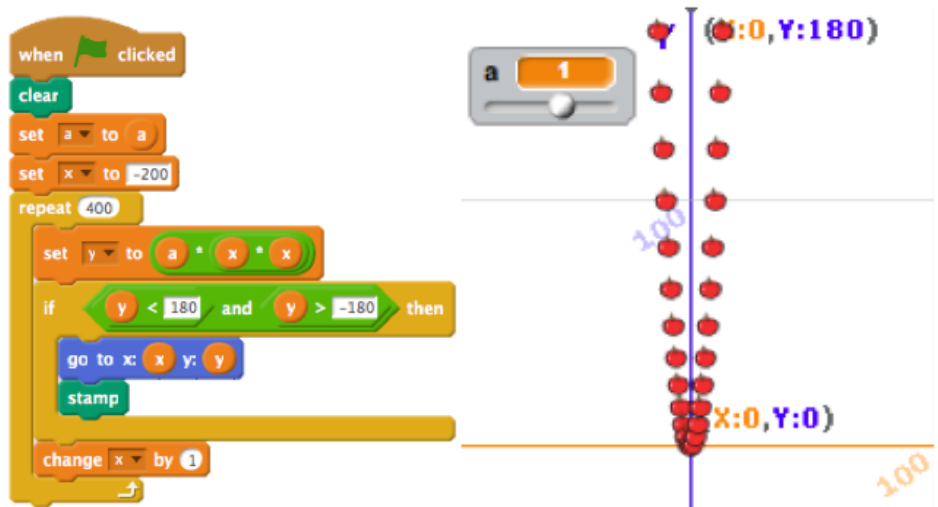 when clicked
clear
set a to a
set x to -200
repeat 400
set y to a * x * x
if y < 180 and y > -180 then
go to x: x y: y
stamp
change x by 1
a 1
Y (X:0,Y:180)
100
X:0,Y:0)
100